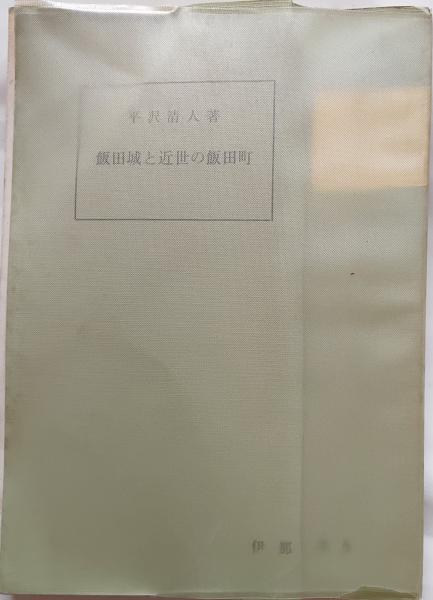 平沢清人著
飯田城と近世の飯田町
伊那